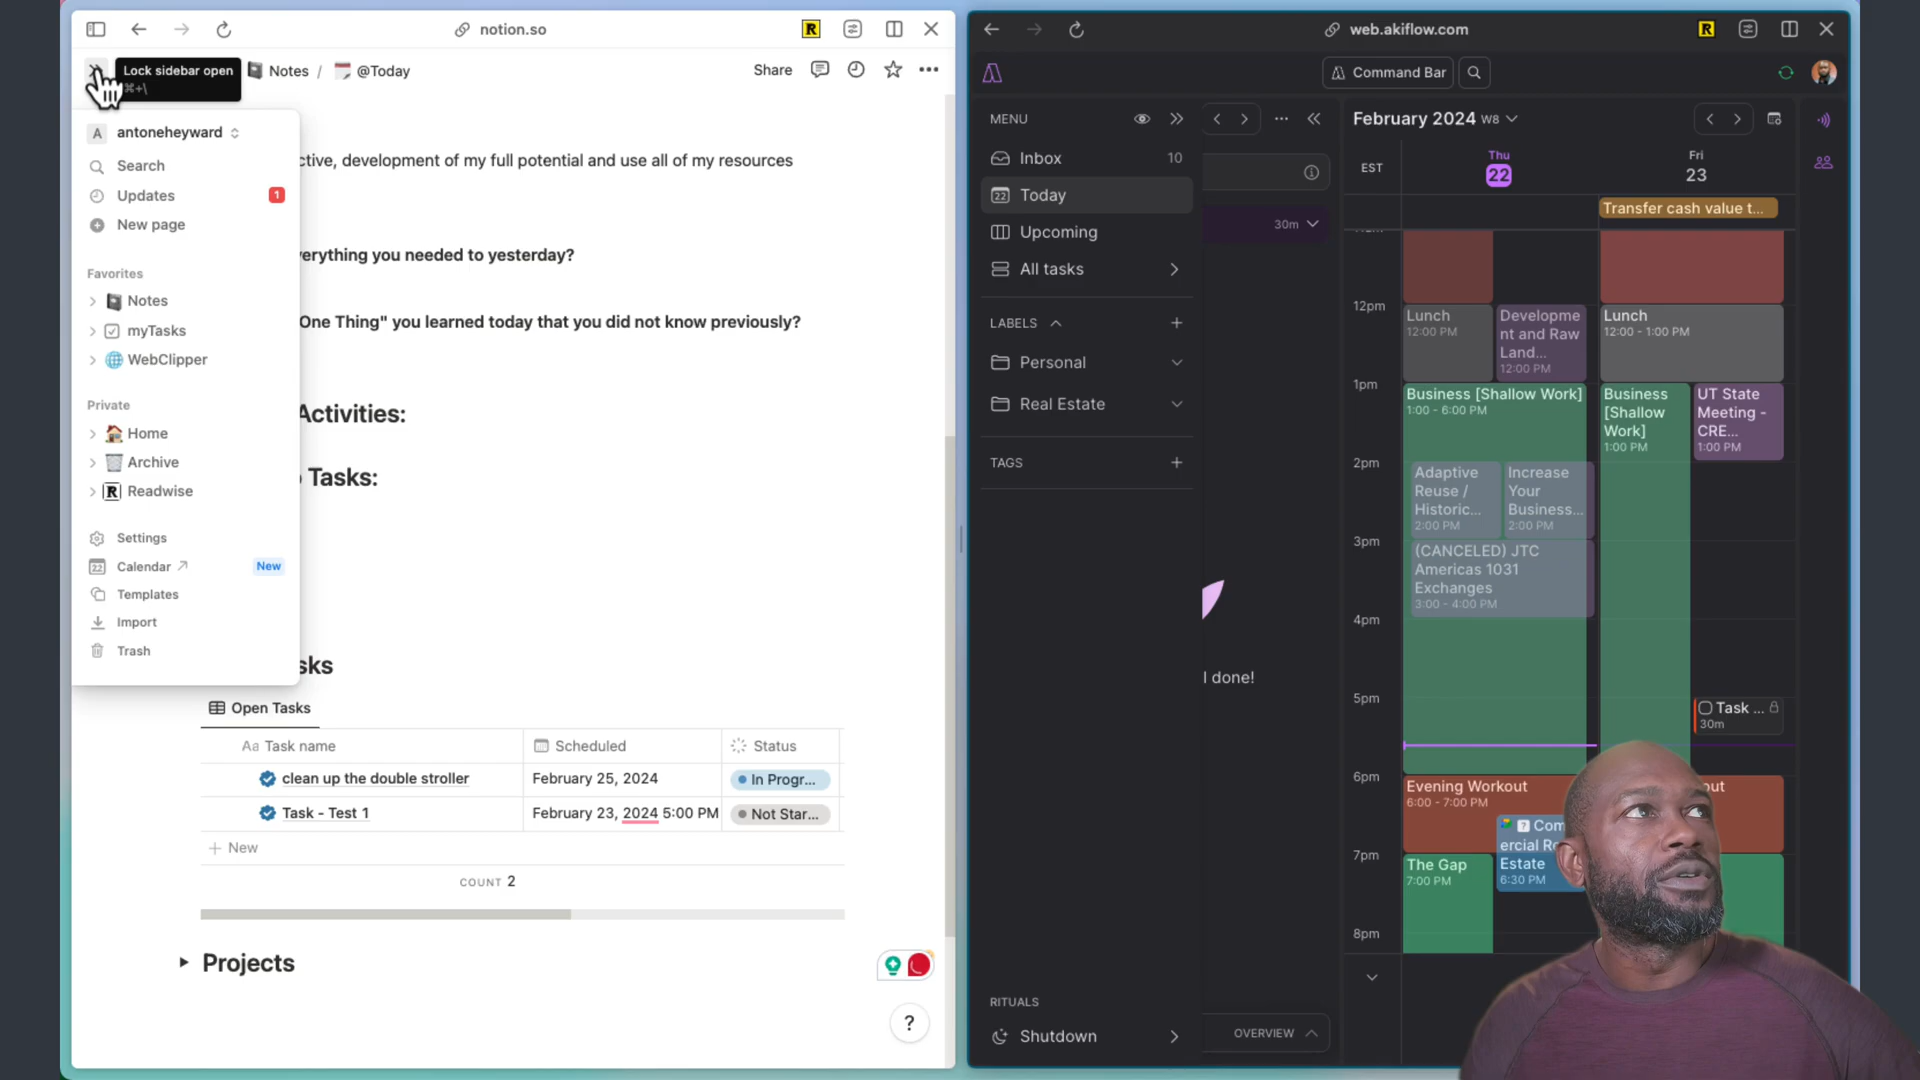 notion.so
R
Lock sidebar open
⌘+\
Notes / @Today
Share
A antoneheyward
Search
Updates 1
New page
Favorites
Notes
myTasks
WebClipper
Private
Home
Archive
R Readwise
Settings
22 Calendar New
Templates
Import
Trash
ctive, development of my full potential and use all of my resources
verything you needed to yesterday?
One Thing" you learned today that you did not know previously?
Activities:
Tasks:
sks
Open Tasks
Aa Task name Scheduled Status
clean up the double stroller February 25, 2024 In Progr...
Task - Test 1 February 23, 2024 5:00 PM Not Star...
+ New
COUNT 2
Projects
?
web.akiflow.com
R
Command Bar
MENU
Inbox 10
22 Today
Upcoming
All tasks
LABELS
Personal
Real Estate
TAGS
RITUALS
Shutdown
30m
l done!
OVERVIEW
February 2024 W8
EST
Thu
22
Fri
23
Transfer cash value t...
12pm
1pm
2pm
3pm
4pm
5pm
6pm
7pm
8pm
Lunch
12:00 PM
Developme
nt and Raw
Land...
12:00 PM
Lunch
12:00 - 1:00 PM
Business [Shallow Work]
1:00 - 6:00 PM
Business
[Shallow
Work]
1:00 PM
UT State
Meeting -
CRE...
1:00 PM
Adaptive
Reuse /
Historic...
2:00 PM
Increase
Your
Business...
2:00 PM
(CANCELED) JTC
Americas 1031
Exchanges
3:00 - 4:00 PM
Task ...
30m
Evening Workout
6:00 - 7:00 PM
out
? Com
ercial Re
Estate
6:30 PM
The Gap
7:00 PM